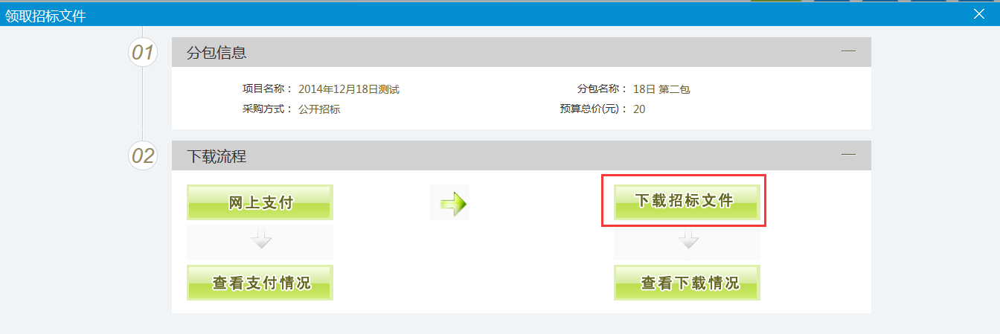 领取招标文件
01 分包信息
项目名称： 2014年12月18日测试 分包名称： 18日 第二包
采购方式： 公开招标 预算总价(元)： 20
02 下载流程
网上支付 下载招标文件
查看支付情况 查看下载情况